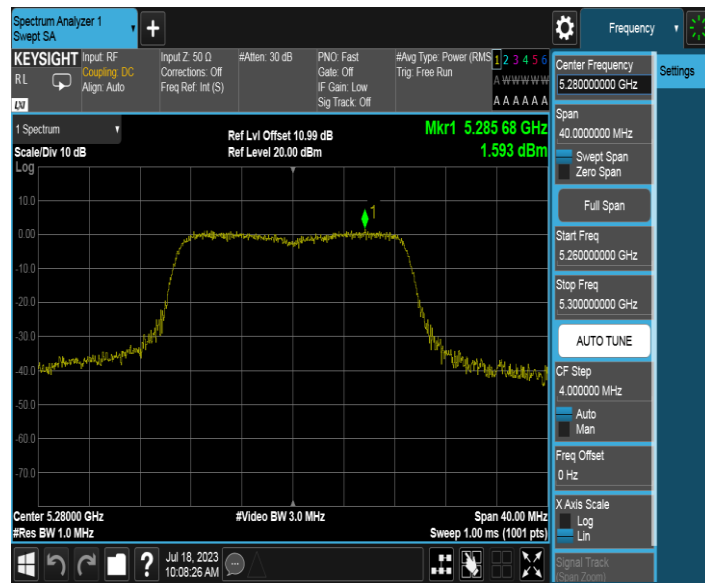 Spectrum Analyzer 1
Swept SA
Frequency
KEYSIGHT
RL
LXI
Input: RF
Coupling: DC
Align: Auto
Input Z: 50 Ω
Corrections: Off
Freq Ref: Int (S)
#Atten: 30 dB
PNO: Fast
Gate: Off
IF Gain: Low
Sig Track: Off
#Avg Type: Power (RMS
Trig: Free Run
1 2 3 4 5 6
A W W W W W
A A A A A A
Center Frequency
5.280000000 GHz
Settings
Span
40.0000000 MHz
Swept Span
Zero Span
Full Span
Start Freq
5.260000000 GHz
Stop Freq
5.300000000 GHz
AUTO TUNE
CF Step
4.000000 MHz
Auto
Man
Freq Offset
0 Hz
X Axis Scale
Log
Lin
Signal Track
(Span Zoom)
1 Spectrum
Scale/Div 10 dB
Log
Ref Lvl Offset 10.99 dB
Ref Level 20.00 dBm
Mkr1 5.285 68 GHz
1.593 dBm
1
10.0
0.00
-10.0
-20.0
-30.0
-40.0
-50.0
-60.0
-70.0
Center 5.28000 GHz
#Res BW 1.0 MHz
#Video BW 3.0 MHz
Span 40.00 MHz
Sweep 1.00 ms (1001 pts)
?
Jul 18, 2023
10:08:26 AM